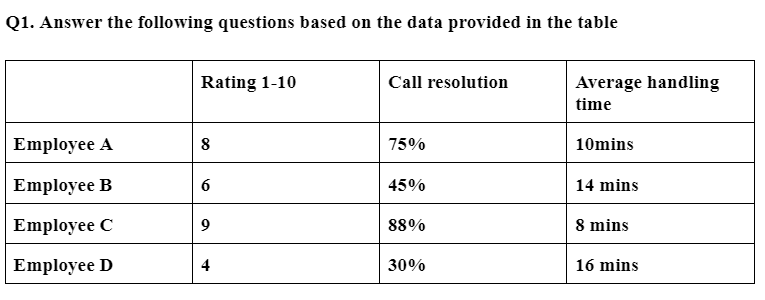 Q1. Answer the following questions based on the data provided in the table
Rating 1-10 Call resolution Average handling
time
Employee A 8 75% 10mins
Employee B 6 45% 14 mins
Employee C 9 88% 8 mins
Employee D 4 30% 16 mins